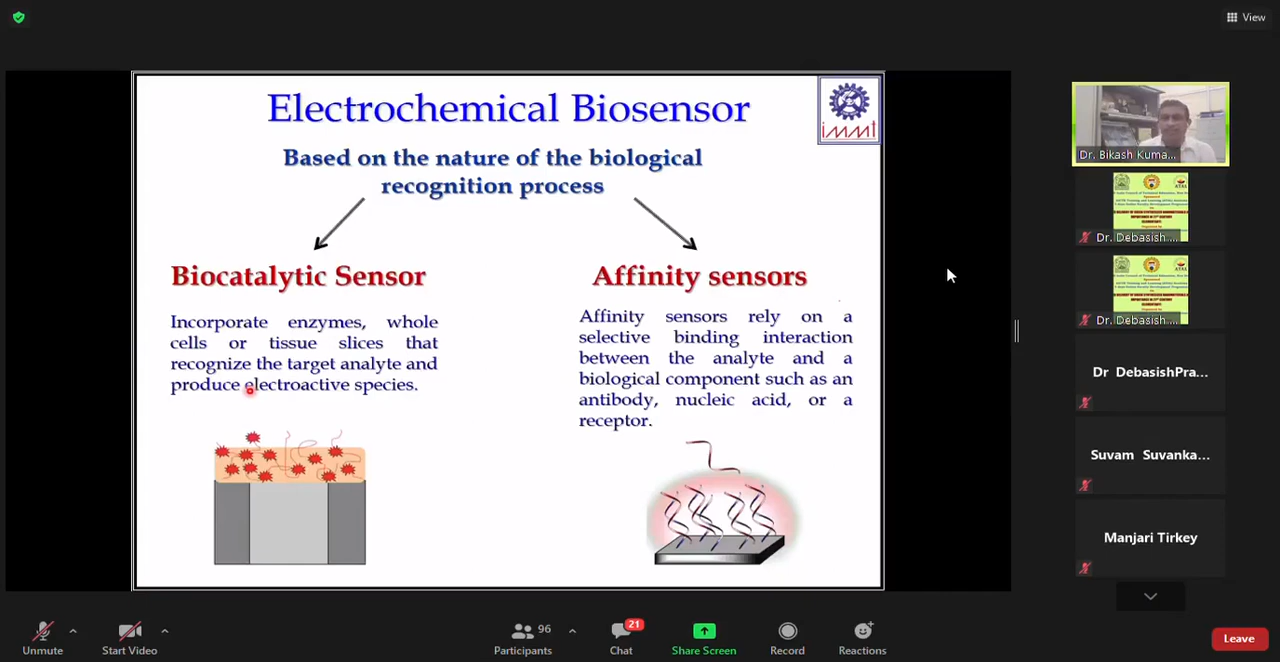 View
Electrochemical Biosensor
immt
Based on the nature of the biological
recognition process
Biocatalytic Sensor
Incorporate enzymes, whole
cells or tissue slices that
recognize the target analyte and
produce electroactive species.
Affinity sensors
Affinity sensors rely on a
selective binding interaction
between the analyte and a
biological component such as an
antibody, nucleic acid, or a
receptor.
Dr. Bikash Kuma...
Dr. Debasish ...
Dr. Debasish ...
Dr DebasishPra...
Suvam Suvanka...
Manjari Tirkey
Unmute
Start Video
96
Participants
21
Chat
Share Screen
Record
Reactions
Leave